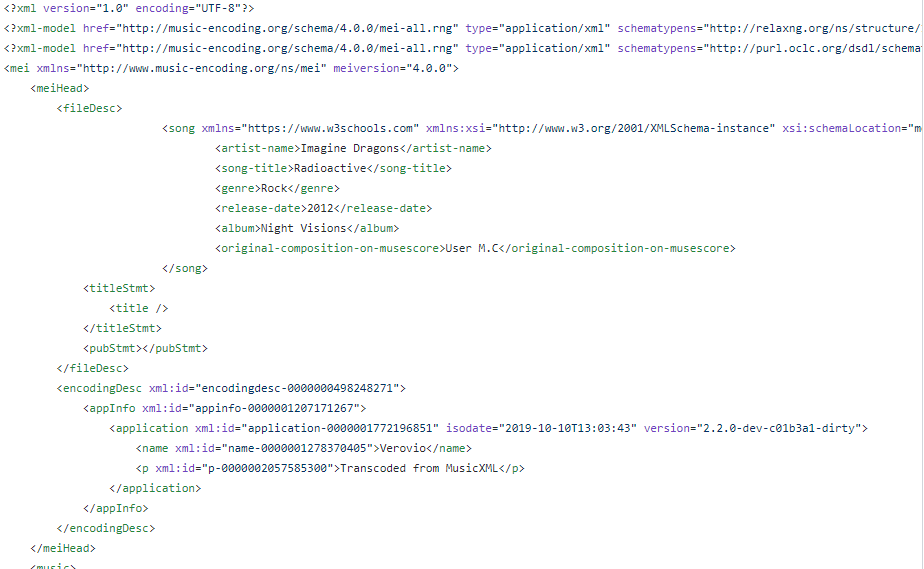 <?xml version="1.0" encoding="UTF-8"?>
<?xml-model href="http://music-encoding.org/schema/4.0.0/mei-all.rng" type="application/xml" schematypens="http://relaxng.org/ns/structure/
<?xml-model href="http://music-encoding.org/schema/4.0.0/mei-all.rng" type="application/xml" schematypens="http://purl.oclc.org/dsdl/schema
<mei xmlns="http://www.music-encoding.org/ns/mei" meiversion="4.0.0">
<meiHead>
<fileDesc>
<song xmlns="https://www.w3schools.com" xmlns:xsi="http://www.w3.org/2001/XMLSchema-instance" xsi:schemaLocation="m
<artist-name>Imagine Dragons</artist-name>
<song-title>Radioactive</song-title>
<genre>Rock</genre>
<release-date>2012</release-date>
<album>Night Visions</album>
<original-composition-on-musescore>User M.C</original-composition-on-musescore>
</song>
<titleStmt>
<title />
</titleStmt>
<pubStmt></pubStmt>
</fileDesc>
<encodingDesc xml:id="encodingdesc-0000000498248271">
<appInfo xml:id="appinfo-0000001207171267">
<application xml:id="application-0000001772196851" isodate="2019-10-10T13:03:43" version="2.2.0-dev-c01b3a1-dirty">
<name xml:id="name-0000001278370405">Verovio</name>
<p xml:id="p-0000002057585300">Transcoded from MusicXML</p>
</application>
</appInfo>
</encodingDesc>
</meiHead>
<music>